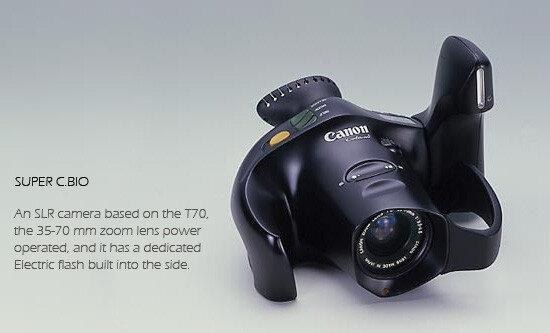 Canon
SUPER C.BIO
An SLR camera based on the T70,
the 35-70 mm zoom lens power
operated, and it has a dedicated
Electric flash built into the side.